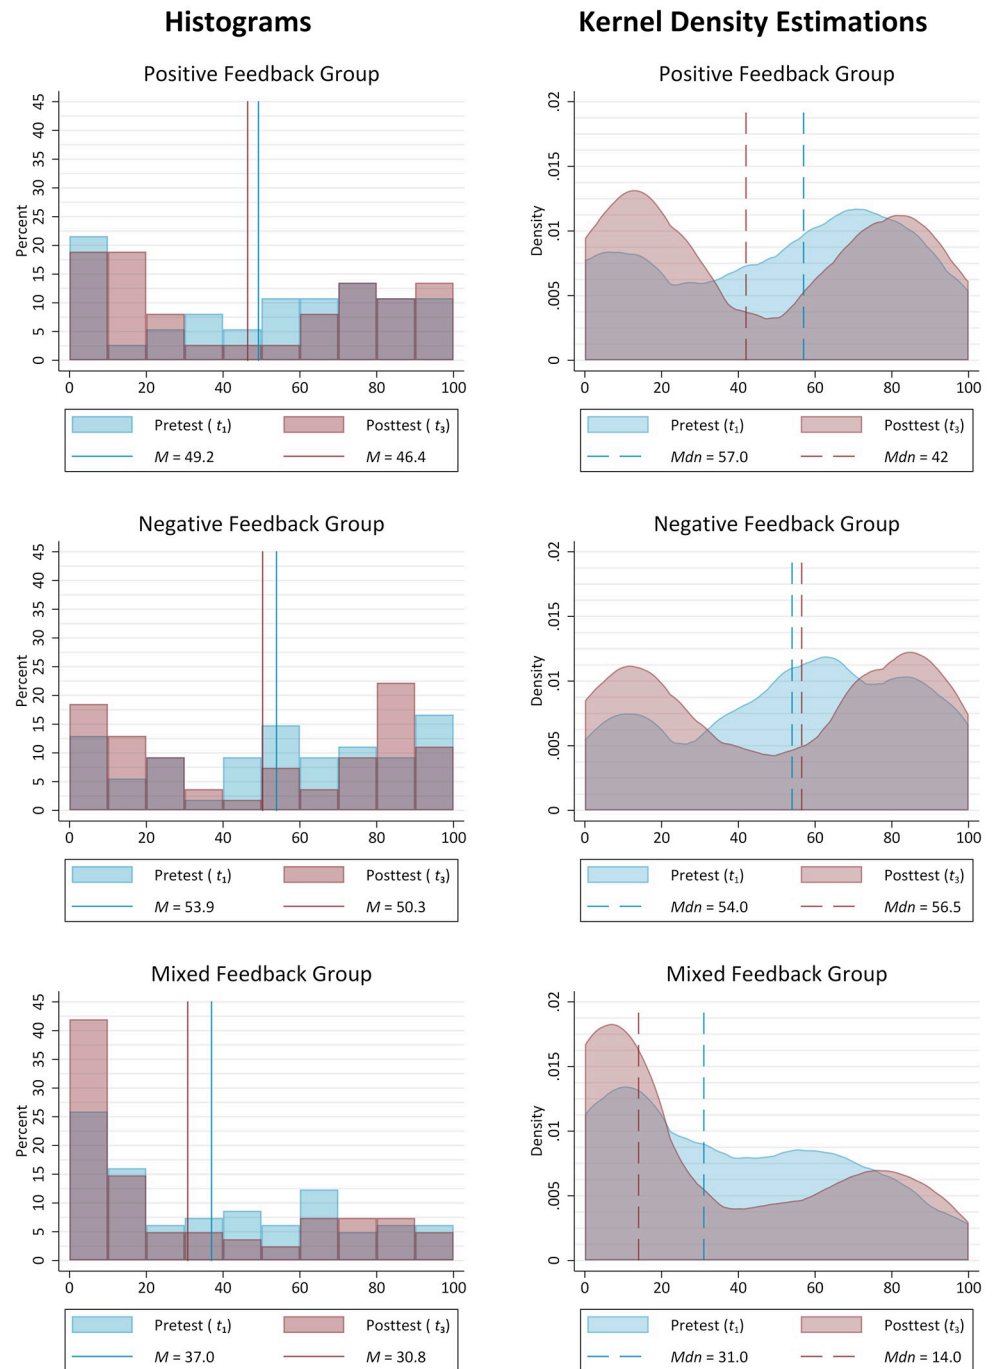 Histograms
Kernel Density Estimations
Positive Feedback Group
Percent
45
40
35
30
25
20
15
10
5
0
0 20 40 60 80 100
Pretest ( t1) Posttest ( t3)
M = 49.2 M = 46.4
Positive Feedback Group
Density
.02
.015
.01
.005
0
0 20 40 60 80 100
Pretest (t1) Posttest (t3)
Mdn = 57.0 Mdn = 42
Negative Feedback Group
Percent
45
40
35
30
25
20
15
10
5
0
0 20 40 60 80 100
Pretest ( t1) Posttest ( t3)
M = 53.9 M = 50.3
Negative Feedback Group
Density
.02
.015
.01
.005
0
0 20 40 60 80 100
Pretest (t1) Posttest (t3)
Mdn = 54.0 Mdn = 56.5
Mixed Feedback Group
Percent
45
40
35
30
25
20
15
10
5
0
0 20 40 60 80 100
Pretest ( t1) Posttest ( t3)
M = 37.0 M = 30.8
Mixed Feedback Group
Density
.02
.015
.01
.005
0
0 20 40 60 80 100
Pretest (t1) Posttest (t3)
Mdn = 31.0 Mdn = 14.0